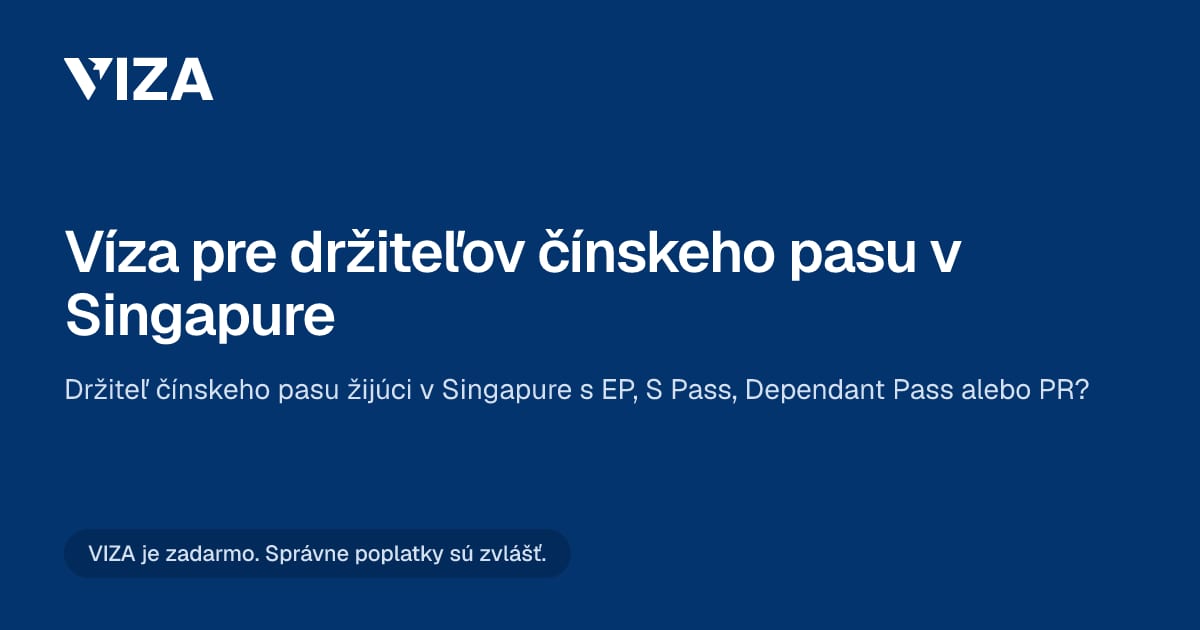 VIZA
Víza pre držiteľov čínskeho pasu v
Singapure
Držiteľ čínskeho pasu žijúci v Singapure s EP, S Pass, Dependant Pass alebo PR?
VIZA je zadarmo. Správne poplatky sú zvlášť.